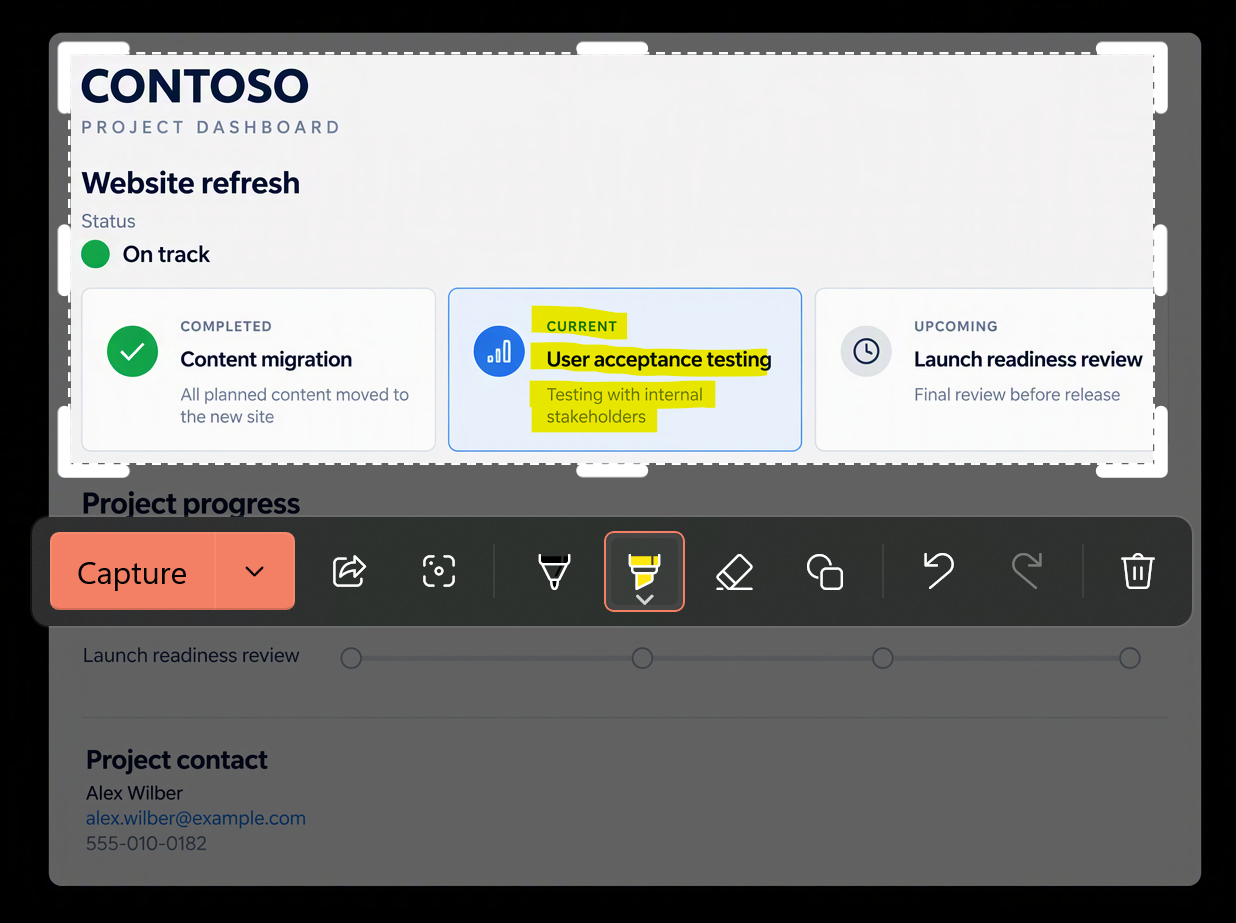 CONTOSO
PROJECT DASHBOARD
Website refresh
Status
On track
COMPLETED
Content migration
All planned content moved to
the new site
CURRENT
User acceptance testing
Testing with internal
stakeholders
UPCOMING
Launch readiness review
Final review before release
Project progress
Capture
Launch readiness review
Project contact
Alex Wilber
alex.wilber@example.com
555-010-0182